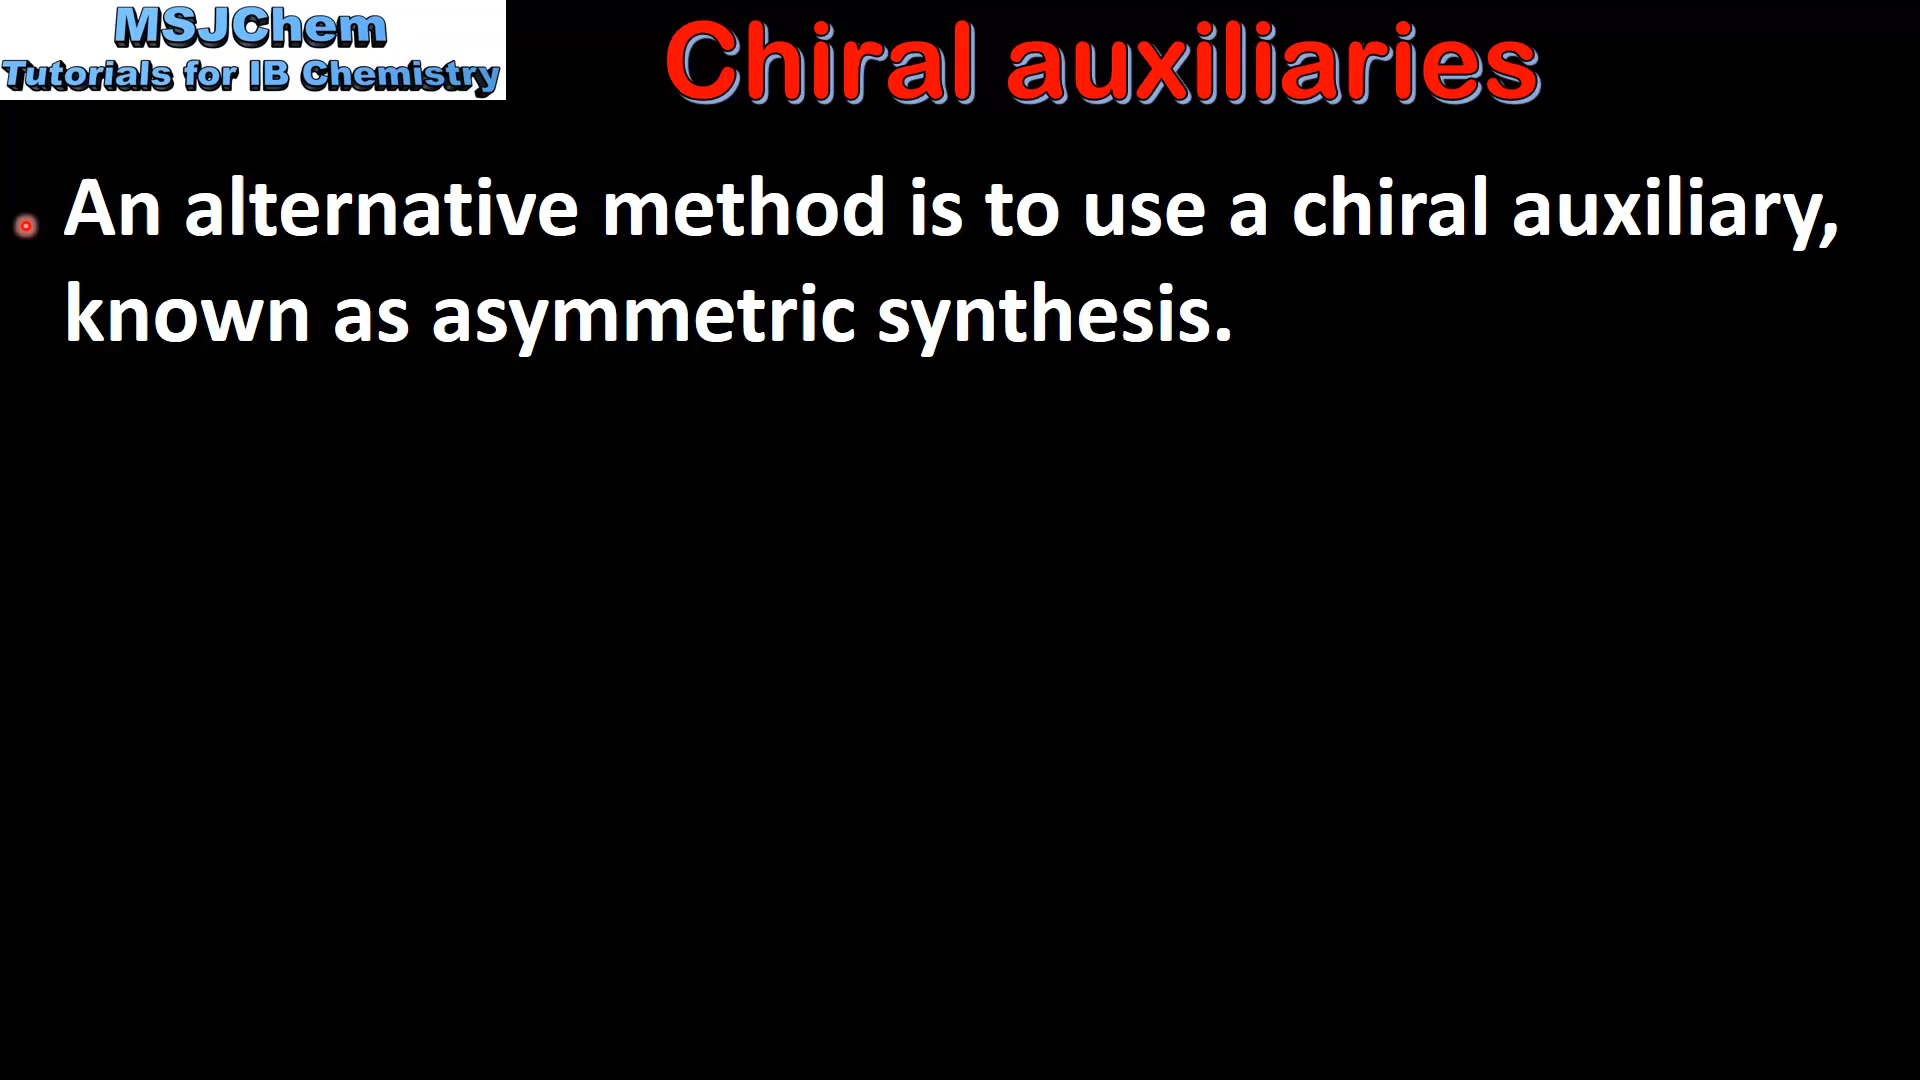 MSJChem
Tutorials for IB Chemistry
Chiral auxiliaries
An alternative method is to use a chiral auxiliary,
known as asymmetric synthesis.